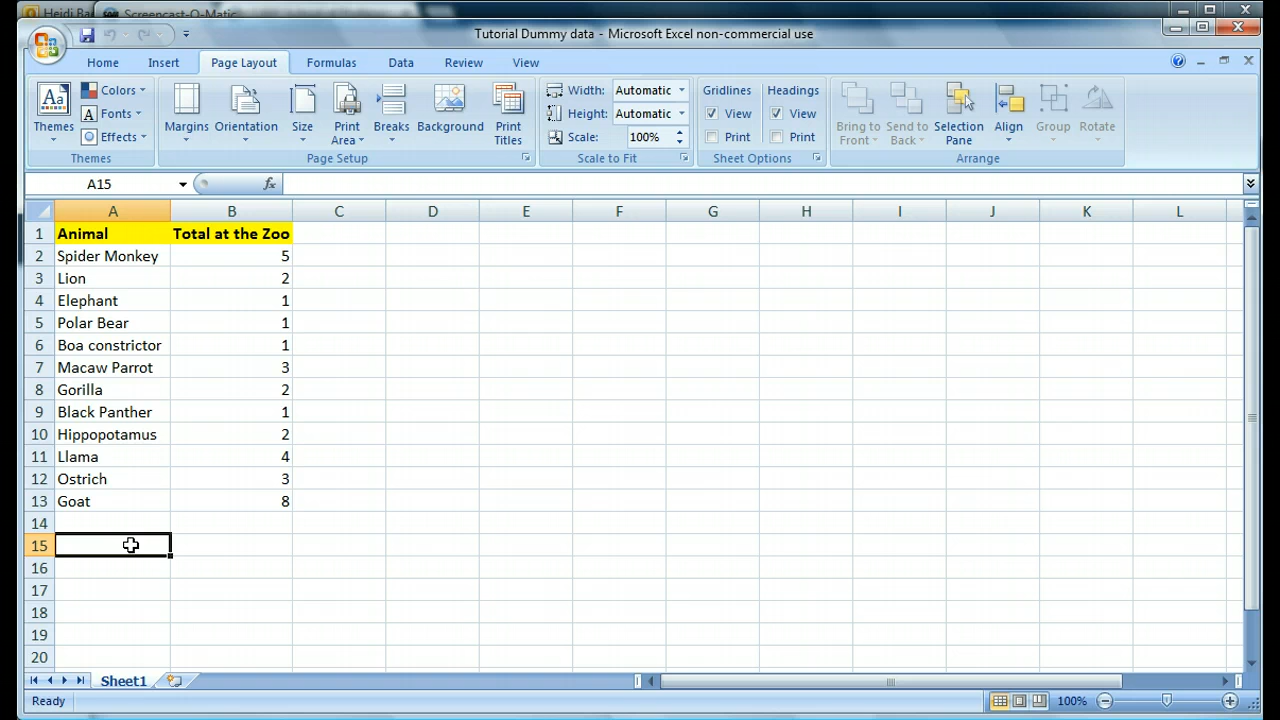 Heidi Ba Screencast-O-Matic
Tutuirial Dummy data - Microsoft Excel non-commercial use
Home Insert Page Layout Formulas Data Review View
Themes Colors Fonts Effects Themes
Margins Orientation Size Print Area Breaks Background Print Titles Page Setup
Width: Automatic
Height: Automatic
Scale: 100%
Scale to Fit
Gridlines Headings
View View
Print Print
Sheet Options
Bring to Front Send to Back Selection Pane Align Group Rotate Arrange
A15 fx
A B C D E F G H I J K L
1 Animal Total at the Zoo
2 Spider Monkey 5
3 Lion 2
4 Elephant 1
5 Polar Bear 1
6 Boa constrictor 1
7 Macaw Parrot 3
8 Gorilla 2
9 Black Panther 1
10 Hippopotamus 2
11 Llama 4
12 Ostrich 3
13 Goat 8
14
15
16
17
18
19
20
Sheet1
Ready 100%